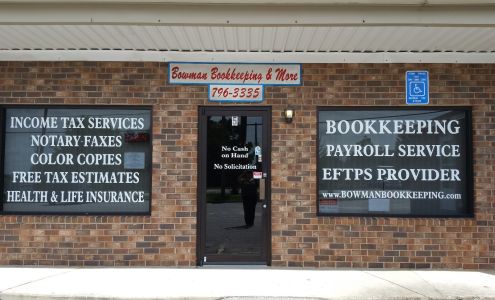 Bowman Bookkeeping & More
796-3335
INCOME TAX SERVICES
NOTARY-FAXES
COLOR COPIES
FREE TAX ESTIMATES
HEALTH & LIFE INSURANCE
No Cash
on Hand
No Solicitation
BOOKKEEPING
PAYROLL SERVICE
EFTPS PROVIDER
www.BOWMANBOOKKEEPING.com